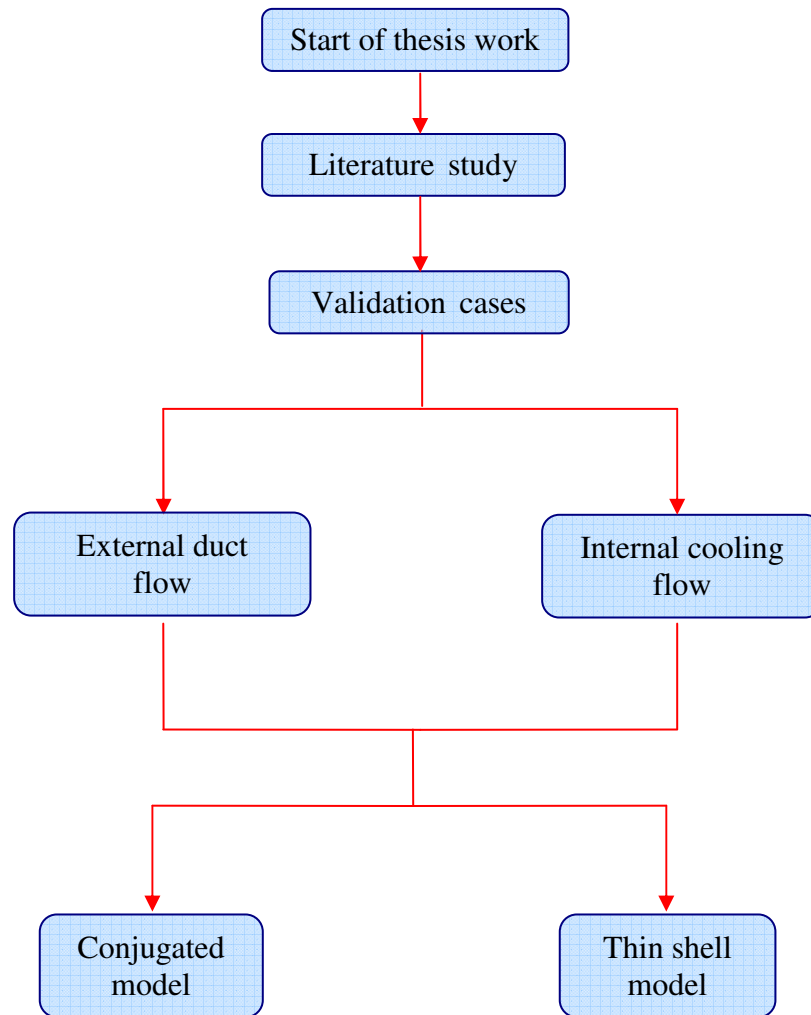 Start of thesis work
Literature study
Validation cases
External duct
flow
Internal cooling
flow
Conjugated
model
Thin shell
model